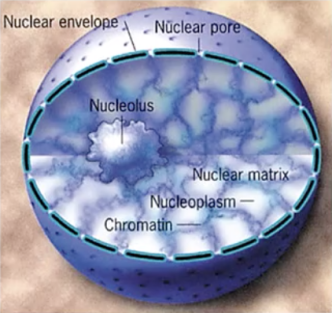 Nuclear envelope
Nuclear pore
Nucleolus
Nuclear matrix
Nucleoplasm
Chromatin